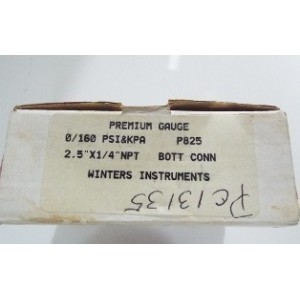 PREMIUM GAUGE
0/160 PSI&KPA P825
2.5"X1/4"NPT BOTT CONN
WINTERS INSTRUMENTS
PC13135